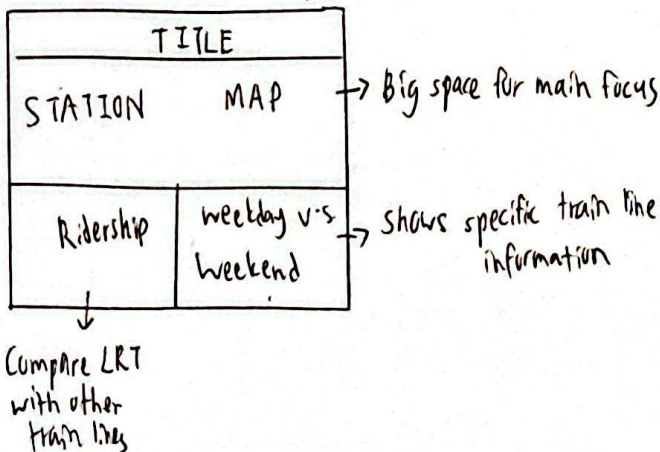 TITLE
STATION MAP
Big space for main focus
Ridership
weekday v.s
weekend
shows specific train line
information
Compare LRT
with other
train lines